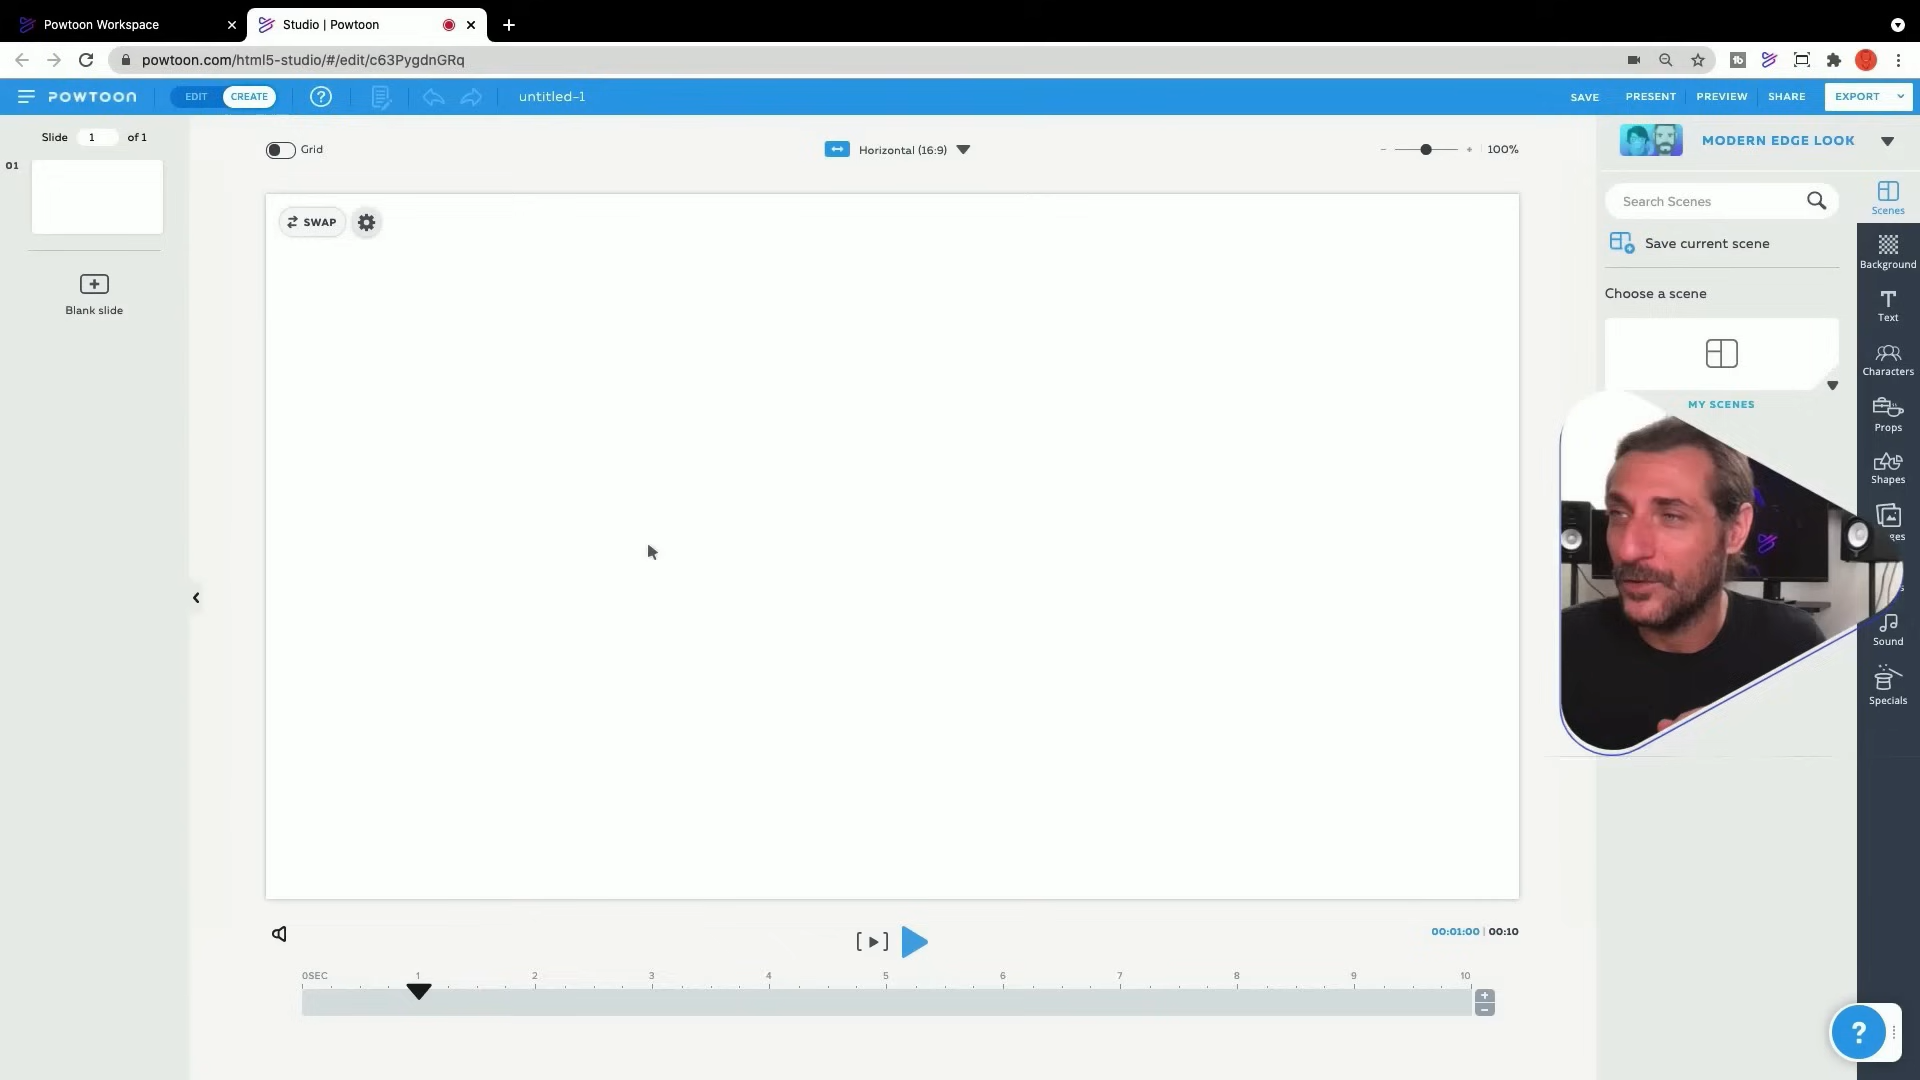 Powtoon Workspace
Studio | Powtoon
powtoon.com/html5-studio/#/edit/c63PygdnGRq
POWTOON
EDIT
CREATE
?
untitled-1
SAVE
PRESENT
PREVIEW
SHARE
EXPORT
Slide 1 of 1
01
Blank slide
Grid
Horizontal (16:9)
- + 100%
SWAP
MODERN EDGE LOOK
Search Scenes
Save current scene
Choose a scene
MY SCENES
Scenes
Background
Text
Characters
Props
Shapes
ges
Sound
Specials
00:01:00 | 00:10
0SEC 1 2 3 4 5 6 7 8 9 10
+
-
?